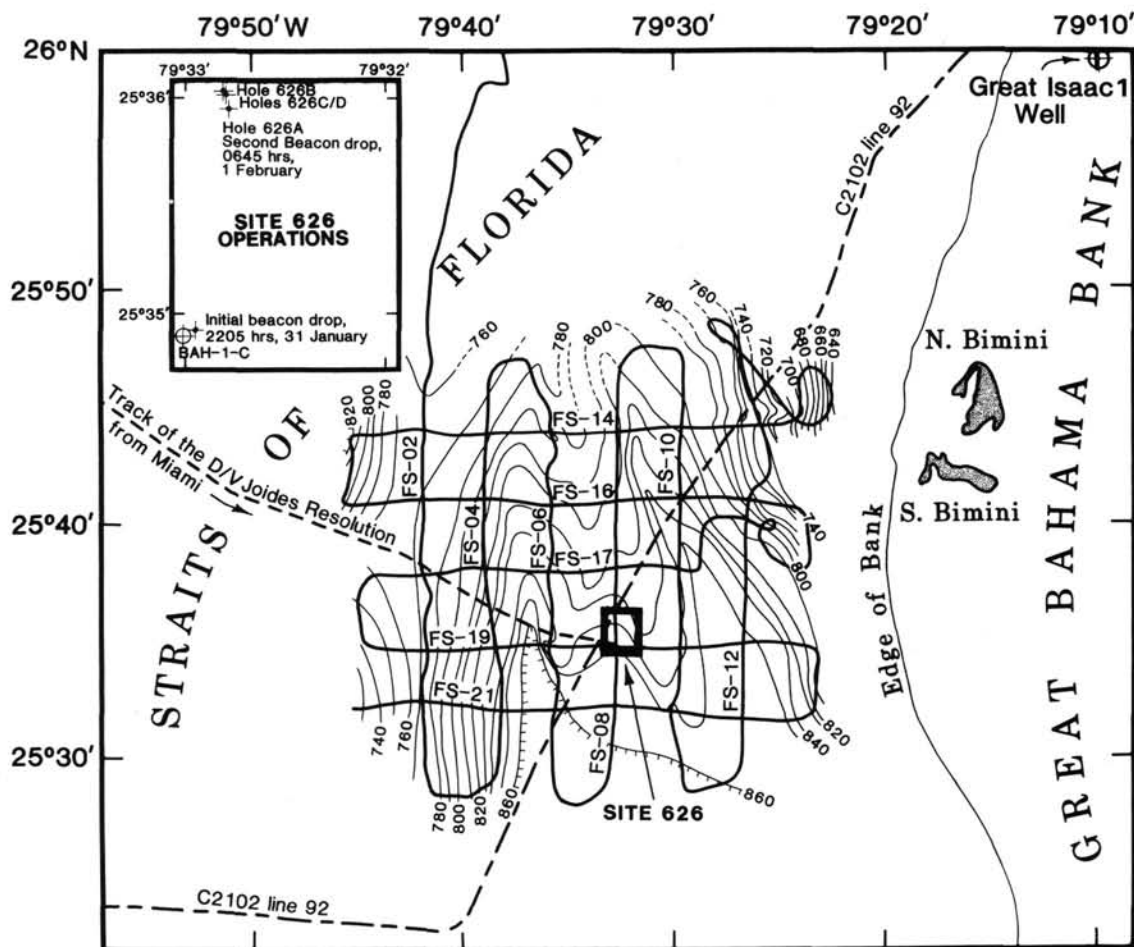 79°50′ W
79°40′
79°30′
79°20′
79°10′
26°N
79°33′
79°32′
25°36′
Hole 626B
Holes 626C/D
Hole 626A
Second Beacon drop,
0645 hrs,
1 February
SITE 626
OPERATIONS
25°35′
Initial beacon drop,
2205 hrs, 31 January
BAH-1-C
Great Isaac 1
Well
C2102 line 92
STRAITS OF FLORIDA
GREAT BAHAMA BANK
25°50′
760
780
800
780
760
740
720
700
680
660
640
N. Bimini
S. Bimini
Edge of Bank
820
800
780
Track of the D/V Joides Resolution
from Miami
FS-14
FS-02
FS-10
FS-16
FS-04
FS-06
25°40′
740
FS-17
800
FS-19
FS-12
FS-21
740
760
820
840
25°30′
FS-08
780
800
820
860
860
SITE 626
C2102 line 92